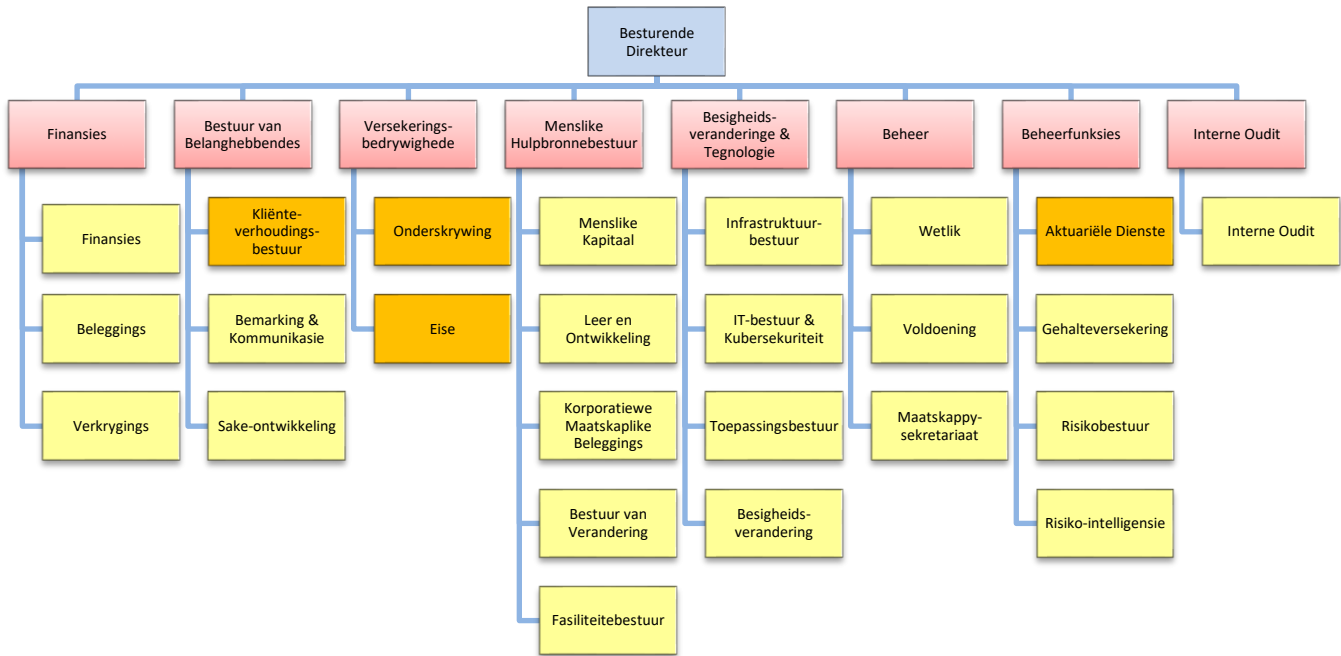 Besturende
Direkteur
Finansies
Bestuur van
Belanghebbendes
Versekerings-
bedrywighede
Menslike
Hulpbronnebestuur
Besigheids-
veranderinge &
Tegnologie
Beheer
Beheerfunksies
Interne Oudit
Finansies
Beleggings
Verkrygings
Kliënte-
verhoudings-
bestuur
Bemarking &
Kommunikasie
Sake-ontwikkeling
Onderskrywing
Eise
Menslike
Kapitaal
Leer en
Ontwikkeling
Korporatiewe
Maatskaplike
Beleggings
Bestuur van
Verandering
Fasiliteitebestuur
Infrastruktuur-
bestuur
IT-bestuur &
Kubersekuriteit
Toepassingsbestuur
Besigheids-
verandering
Wetlik
Voldoening
Maatskappy-
sekretariaat
Aktuariële Dienste
Gehalteversekering
Risikobestuur
Risiko-intelligensie
Interne Oudit